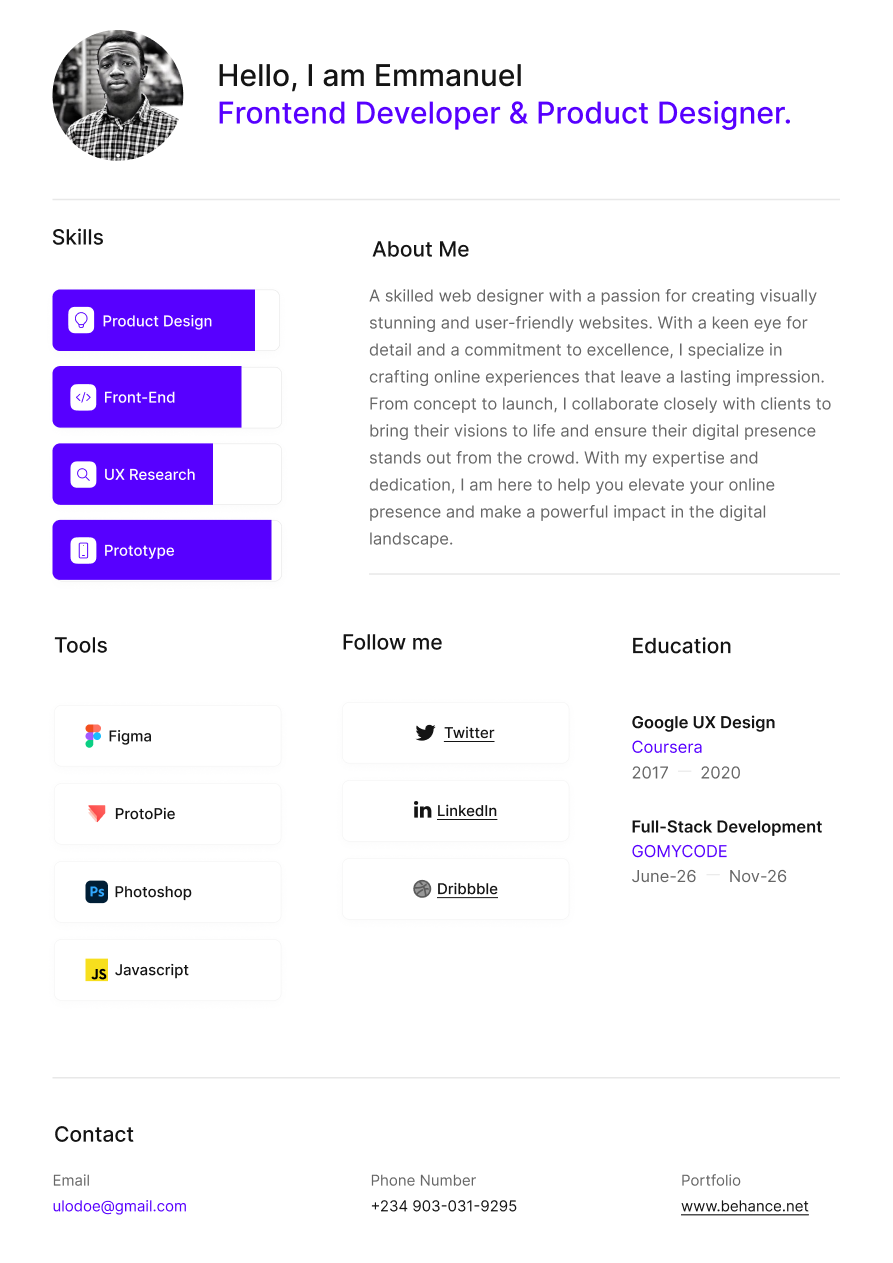 Hello, I am Emmanuel
Frontend Developer & Product Designer.
Skills
Product Design
Front-End
UX Research
Prototype
About Me
A skilled web designer with a passion for creating visually
stunning and user-friendly websites. With a keen eye for
detail and a commitment to excellence, I specialize in
crafting online experiences that leave a lasting impression.
From concept to launch, I collaborate closely with clients to
bring their visions to life and ensure their digital presence
stands out from the crowd. With my expertise and
dedication, I am here to help you elevate your online
presence and make a powerful impact in the digital
landscape.
Tools
Figma
ProtoPie
Ps Photoshop
JS Javascript
Follow me
Twitter
in LinkedIn
Dribbble
Education
Google UX Design
Coursera
2017 — 2020
Full-Stack Development
GOMYCODE
June-26 — Nov-26
Contact
Email
ulodoe@gmail.com
Phone Number
+234 903-031-9295
Portfolio
www.behance.net